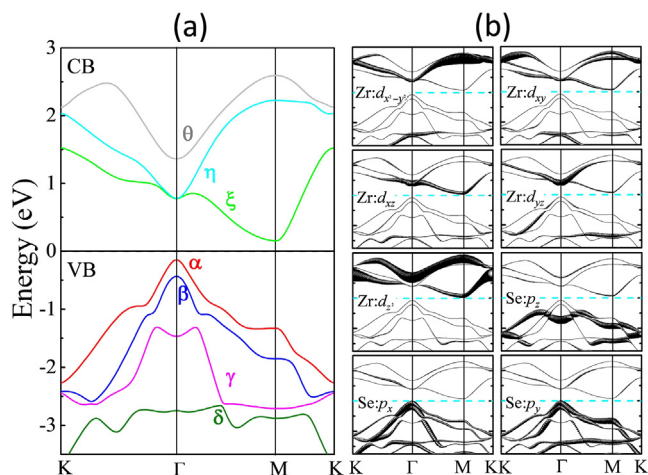 (a)
(b)
3
CB
2
θ
η
1
ξ
0
VB
α
β
-1
-2
γ
δ
-3
Energy (eV)
K Γ M K
Zr:dx²−y²
Zr:dxy
Zr:dxz
Zr:dyz
Zr:dz²
Se:pz
Se:px
Se:py
K Γ M K K Γ M K